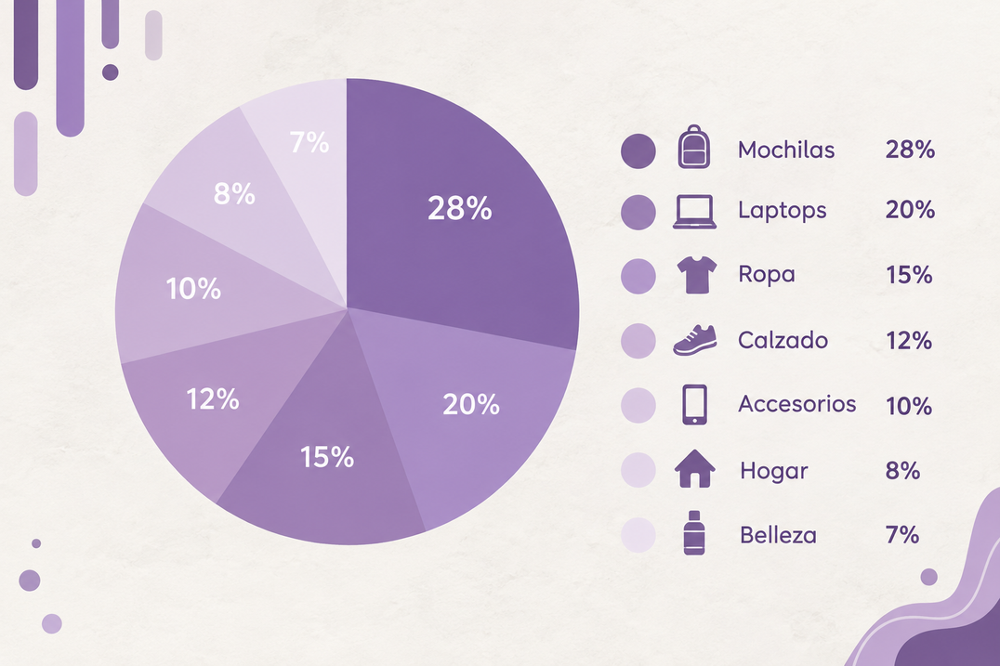 7%
28%
8%
10%
12%
20%
15%
Mochilas 28%
Laptops 20%
Ropa 15%
Calzado 12%
Accesorios 10%
Hogar 8%
Belleza 7%